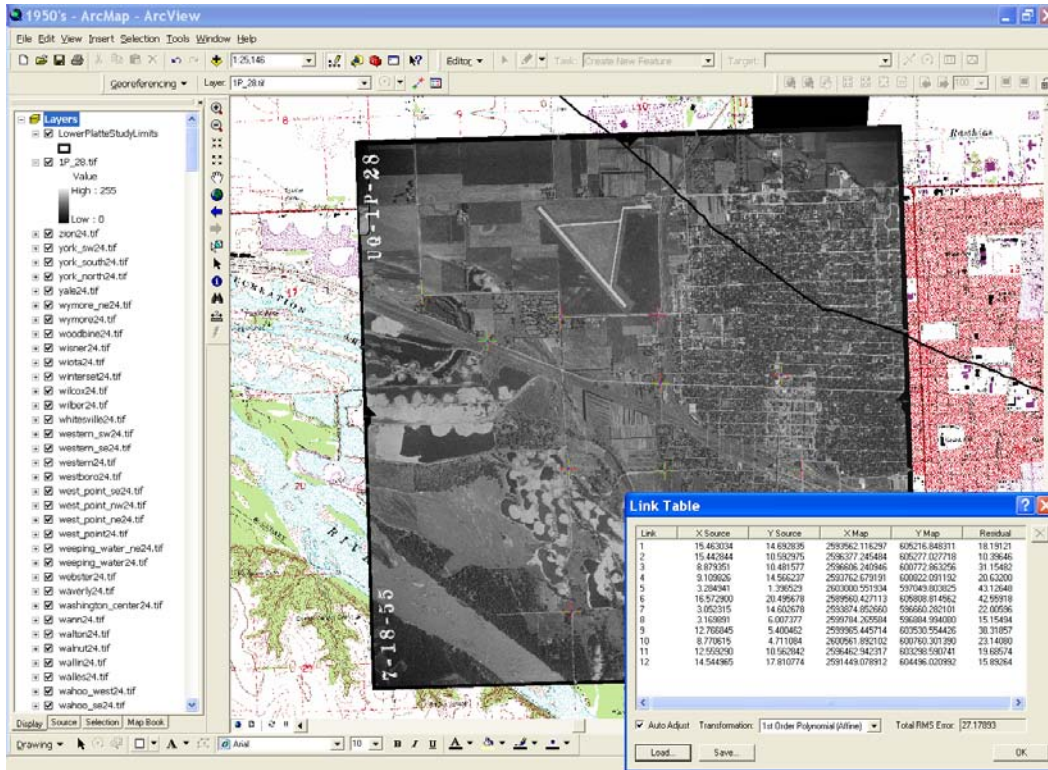 1950's - ArcMap - ArcView
File Edit View Insert Selection Tools Window Help
1:25,146
Editor
Task: Create New Feature
Target:
100
Georeferencing
Layer: 1P_28.tif
Layers
LowerPlatteStudyLimits
1P_28.tif
Value
High : 255
Low : 0
zion24.tif
york_sw24.tif
york_south24.tif
york_north24.tif
yale24.tif
wymore_ne24.tif
wymore24.tif
woodbine24.tif
wisner24.tif
wiota24.tif
winterset24.tif
wilcox24.tif
wilber24.tif
whitesville24.tif
western_sw24.tif
western_se24.tif
western24.tif
westboro24.tif
west_point_se24.tif
west_point_nw24.tif
west_point_ne24.tif
west_point24.tif
weeping_water_ne24.tif
weeping_water24.tif
webster24.tif
waverly24.tif
washington_center24.tif
wann24.tif
walton24.tif
walnut24.tif
wallin24.tif
walles24.tif
wahoo_west24.tif
wahoo_se24.tif
Display Source Selection Map Book
8
9
10
17
20
13
UQ-1P-28
7-18-55
Link Table
Link X Source Y Source X Map Y Map Residual
1 15.463034 14.692835 2593562.116297 605216.848311 18.19121
2 15.442844 10.592975 2596377.245484 605277.027718 10.39646
3 8.879351 10.481577 2596606.240946 600772.863256 31.15482
4 9.109826 14.566237 2593762.679191 600822.091192 20.63200
5 3.284941 1.398529 2603000.551934 597049.803825 43.12648
6 16.572900 20.495678 2589560.427113 605808.814562 42.55918
7 3.052315 14.602678 2593874.852660 596660.282101 22.00596
8 3.169891 6.007377 2599784.265584 596884.994080 15.15494
9 12.766845 5.400462 2599965.445714 603530.554426 38.31857
10 8.770615 4.711084 2600561.892102 600760.301390 23.14080
11 12.559290 10.562842 2596462.942317 603298.590741 19.68574
12 14.544965 17.810774 2591449.078912 604496.020992 15.89264
Auto Adjust Transformation: 1st Order Polynomial (Affine) Total RMS Error: 27.17893
Load... Save... OK
Drawing
Arial
10
B I U A